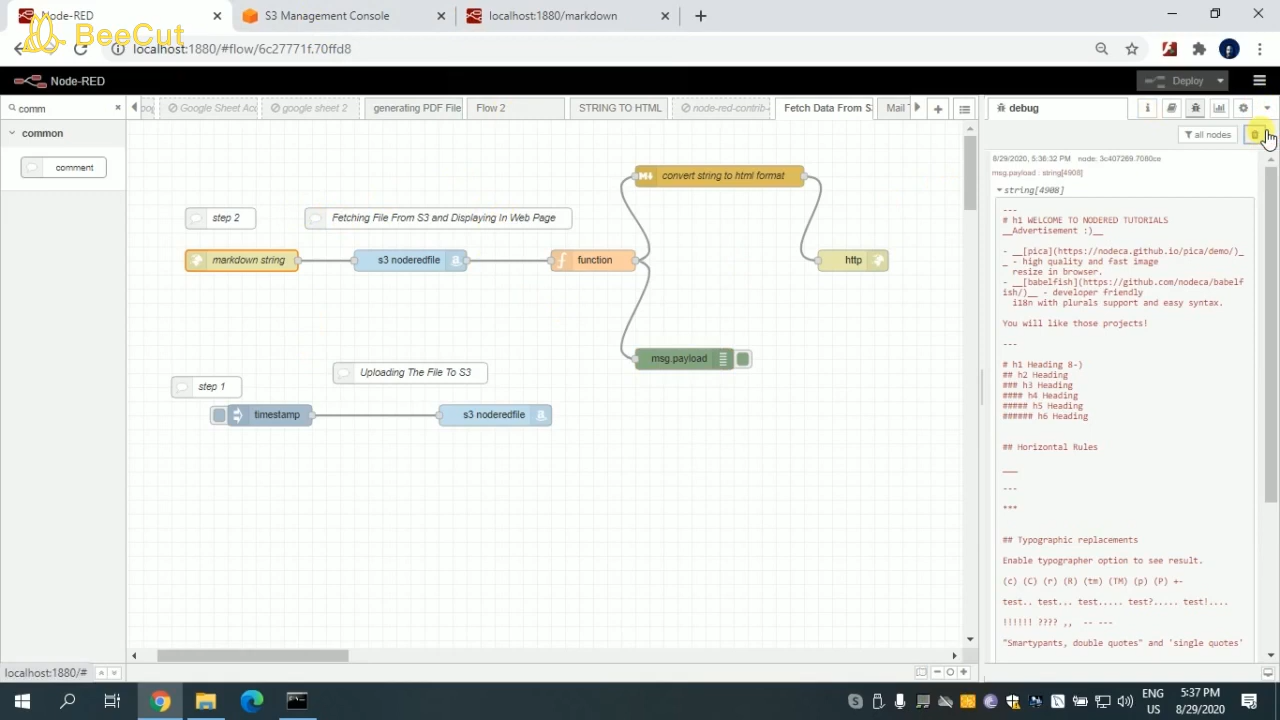 Node-RED
S3 Management Console
localhost:1880/markdown
BeeCut
localhost:1880/#flow/6c27771f.70ffd8
Node-RED
Deploy
comm
Google Sheet Acc
google sheet 2
generating PDF File
Flow 2
STRING TO HTML
node-red-contrib-
Fetch Data From S
Mail
debug
common
comment
all nodes
step 2
Fetching File From S3 and Displaying In Web Page
convert string to html format
markdown string
s3 noderedfile
function
http
msg.payload
Uploading The File To S3
step 1
timestamp
s3 noderedfile
8/29/2020, 5:36:32 PM node: 3c407269.7080ce
msg.payload : string[4908]
string[4908]
---
# h1 WELCOME TO NODERED TUTORIALS
__Advertisement :)__
- __[pica](https://nodeca.github.io/pica/demo/)_
_ - high quality and fast image
resize in browser.
- __[babelfish](https://github.com/nodeca/babelf
ish/)__ - developer friendly
i18n with plurals support and easy syntax.
You will like those projects!
---
# h1 Heading 8-)
## h2 Heading
### h3 Heading
#### h4 Heading
##### h5 Heading
###### h6 Heading
## Horizontal Rules
___
---
***
## Typographic replacements
Enable typographer option to see result.
(c) (C) (r) (R) (tm) (TM) (p) (P) +-
test.. test... test..... test?..... test!....
!!!!!! ???? ,, -- ---
"Smartypants, double quotes" and 'single quotes'
localhost:1880/#
ENG
US
5:37 PM
8/29/2020